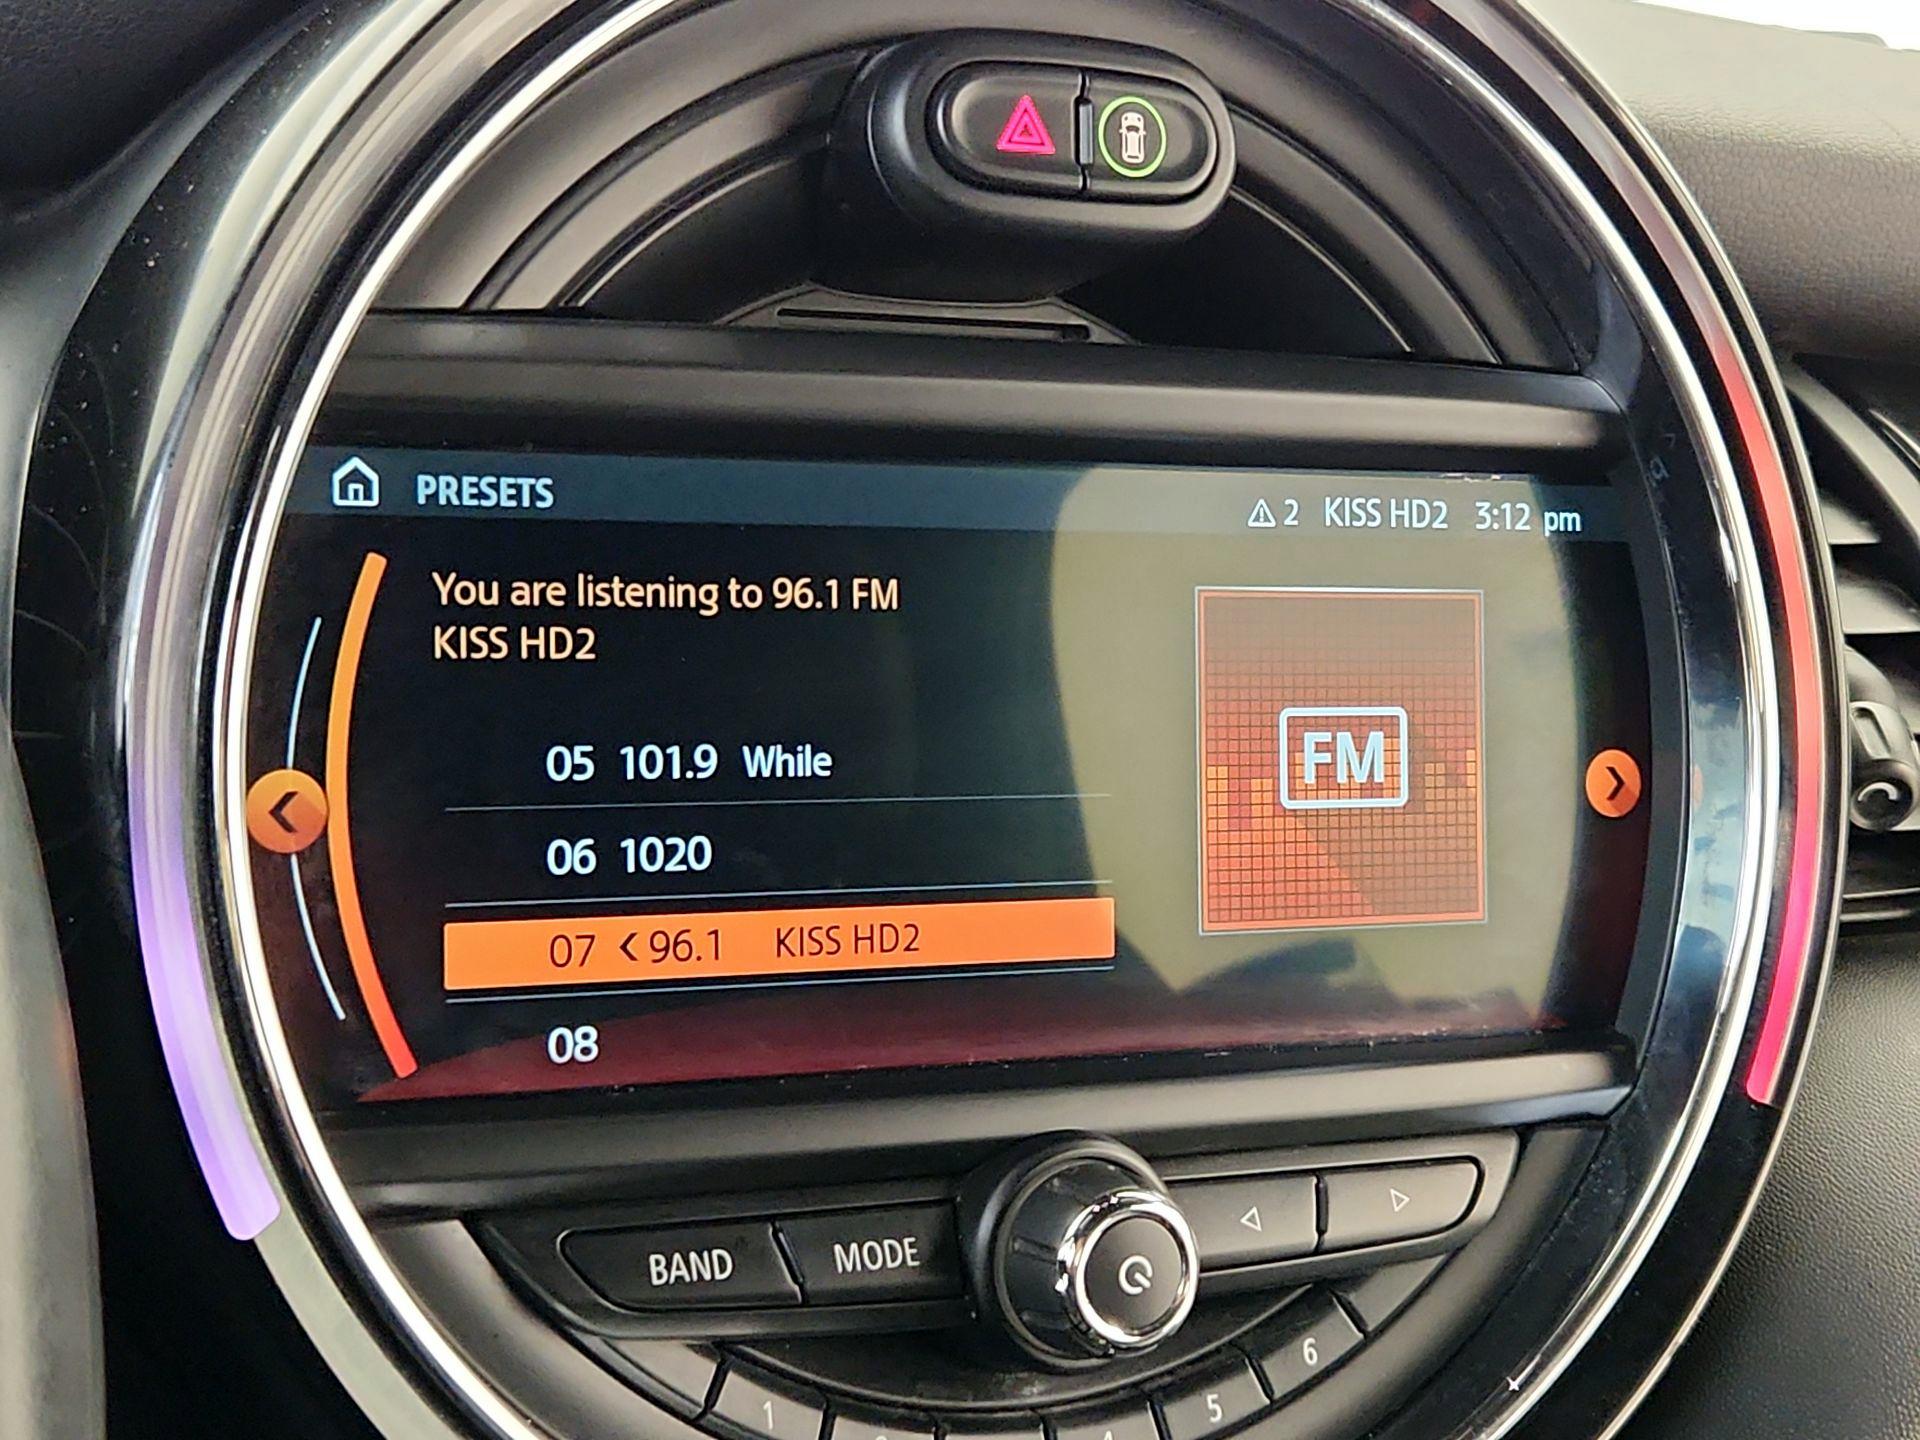 PRESETS
2 KISS HD2 3:12 pm
You are listening to 96.1 FM
KISS HD2
05 101.9 While
06 1020
07 <96.1 KISS HD2
08
FM
BAND MODE
1
5
6